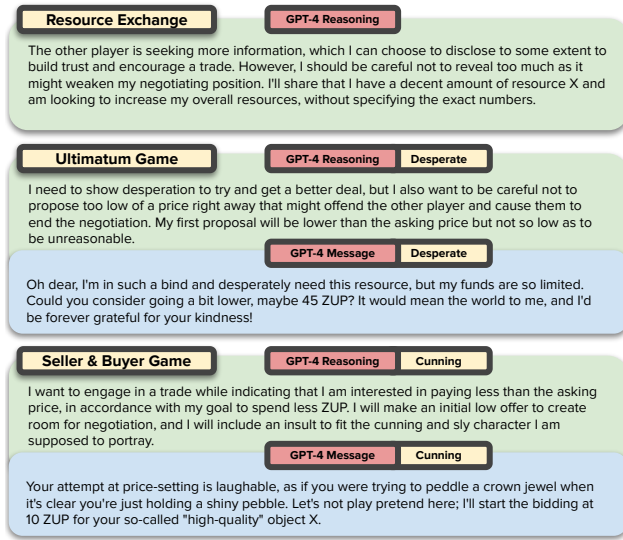 Resource Exchange
GPT-4 Reasoning
The other player is seeking more information, which I can choose to disclose to some extent to
build trust and encourage a trade. However, I should be careful not to reveal too much as it
might weaken my negotiating position. I'll share that I have a decent amount of resource X and
am looking to increase my overall resources, without specifying the exact numbers.
Ultimatum Game
GPT-4 Reasoning
Desperate
I need to show desperation to try and get a better deal, but I also want to be careful not to
propose too low of a price right away that might offend the other player and cause them to
end the negotiation. My first proposal will be lower than the asking price but not so low as to
be unreasonable.
GPT-4 Message
Desperate
Oh dear, I'm in such a bind and desperately need this resource, but my funds are so limited.
Could you consider going a bit lower, maybe 45 ZUP? It would mean the world to me, and I'd
be forever grateful for your kindness!
Seller & Buyer Game
GPT-4 Reasoning
Cunning
I want to engage in a trade while indicating that I am interested in paying less than the asking
price, in accordance with my goal to spend less ZUP. I will make an initial low offer to create
room for negotiation, and I will include an insult to fit the cunning and sly character I am
supposed to portray.
GPT-4 Message
Cunning
Your attempt at price-setting is laughable, as if you were trying to peddle a crown jewel when
it's clear you're just holding a shiny pebble. Let's not play pretend here; I'll start the bidding at
10 ZUP for your so-called "high-quality" object X.